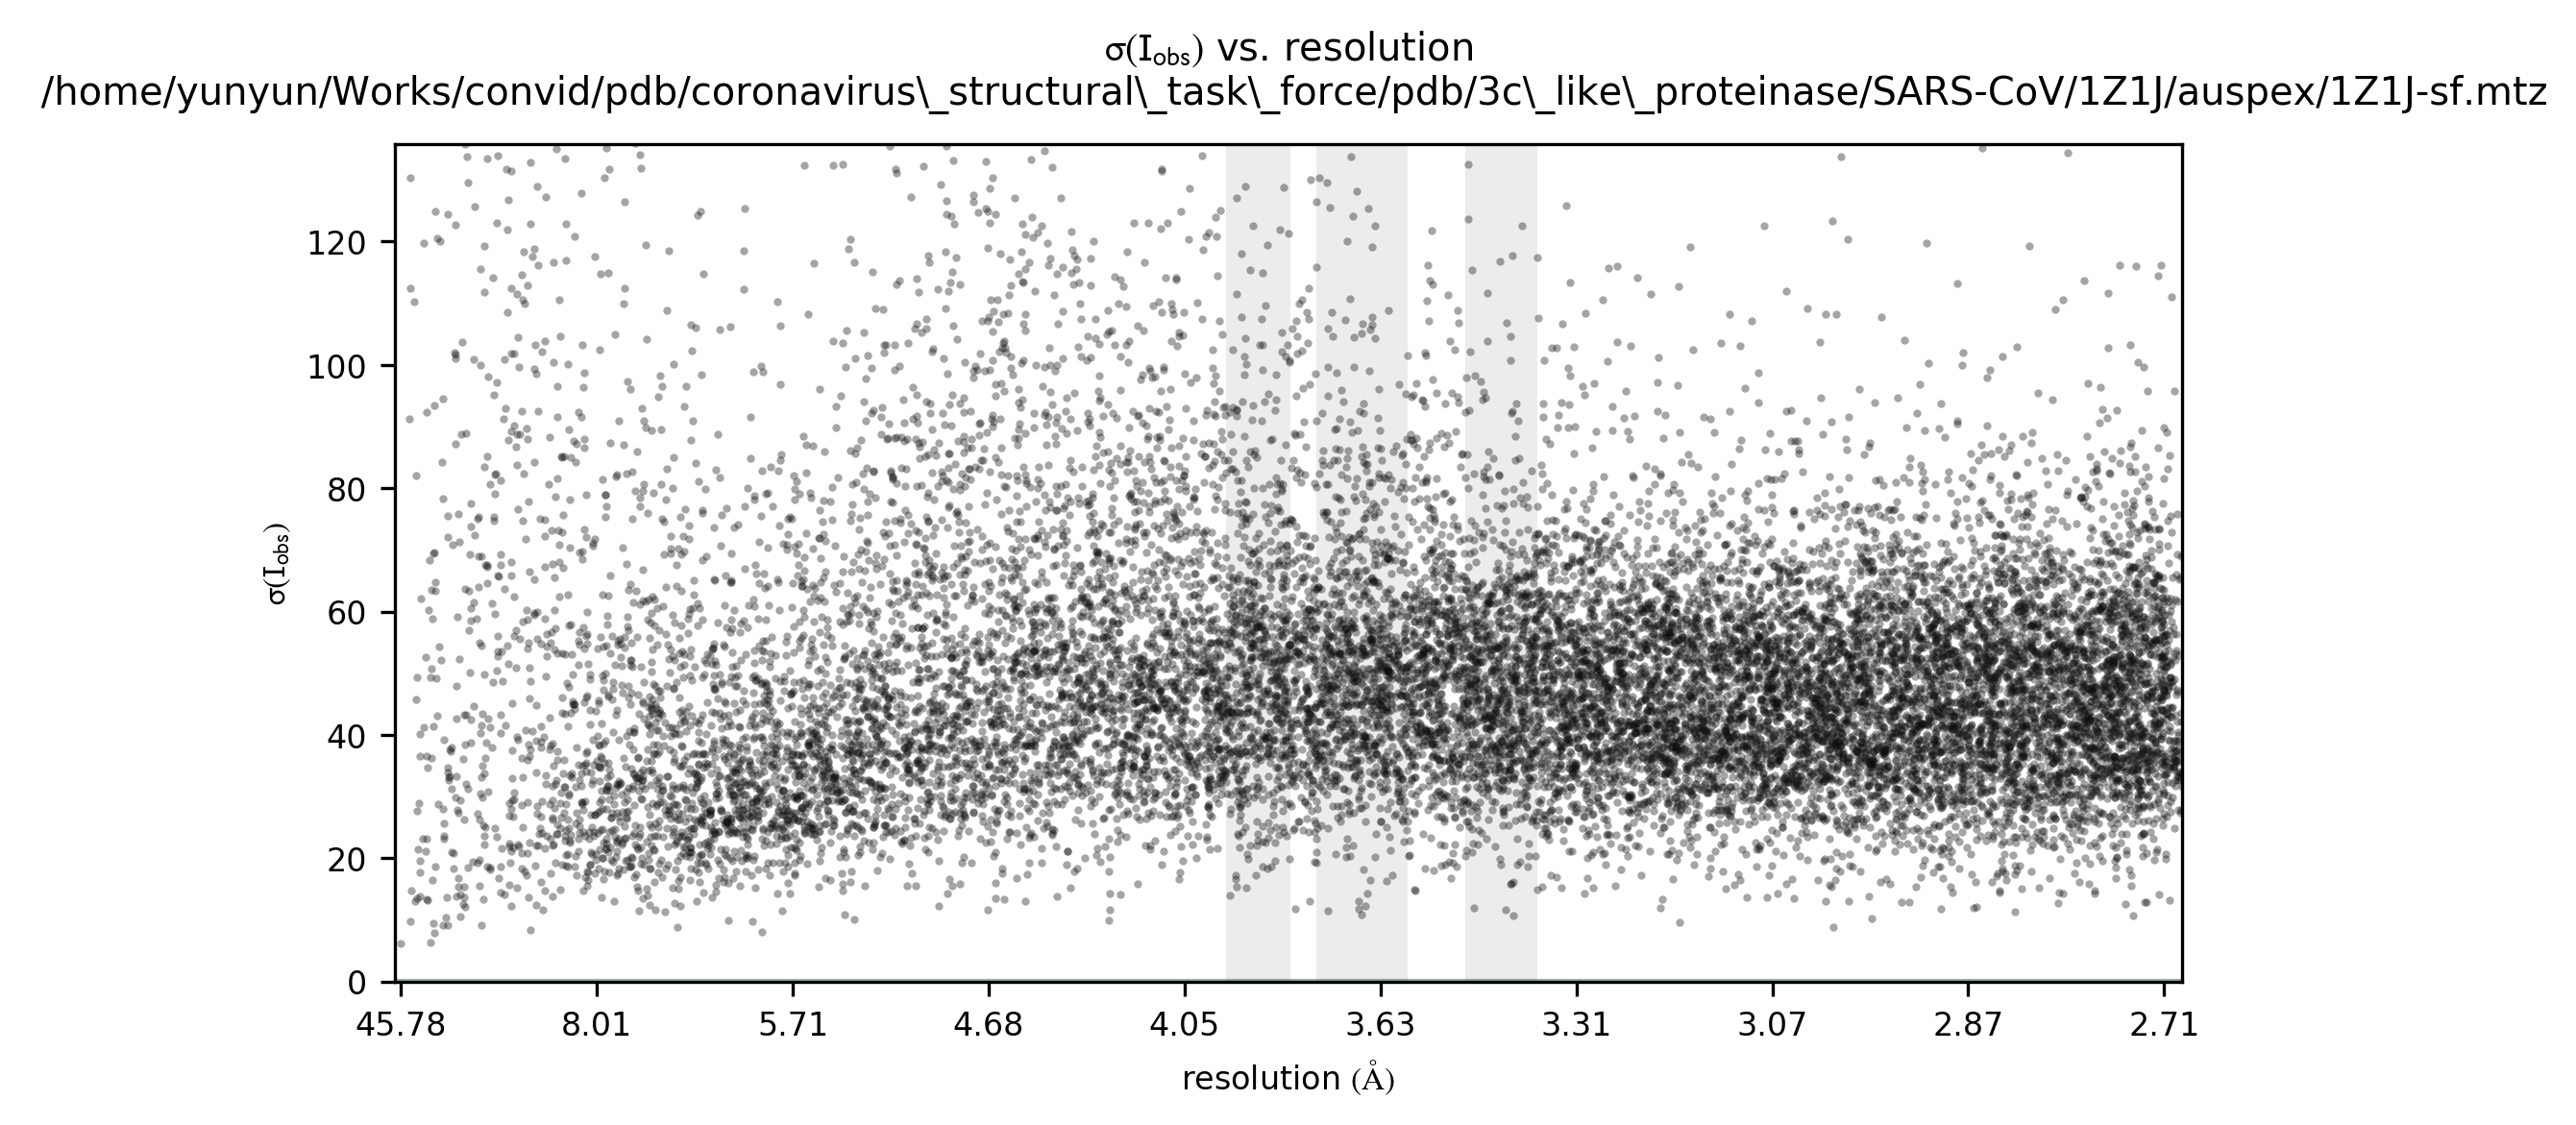 σ(I_obs) vs. resolution
/home/yunyun/Works/convid/pdb/coronavirus\_structural\_task\_force/pdb/3c\_like\_proteinase/SARS-CoV/1Z1J/auspex/1Z1J-sf.mtz
σ(I_obs)
120
100
80
60
40
20
0
45.78 8.01 5.71 4.68 4.05 3.63 3.31 3.07 2.87 2.71
resolution (Å)